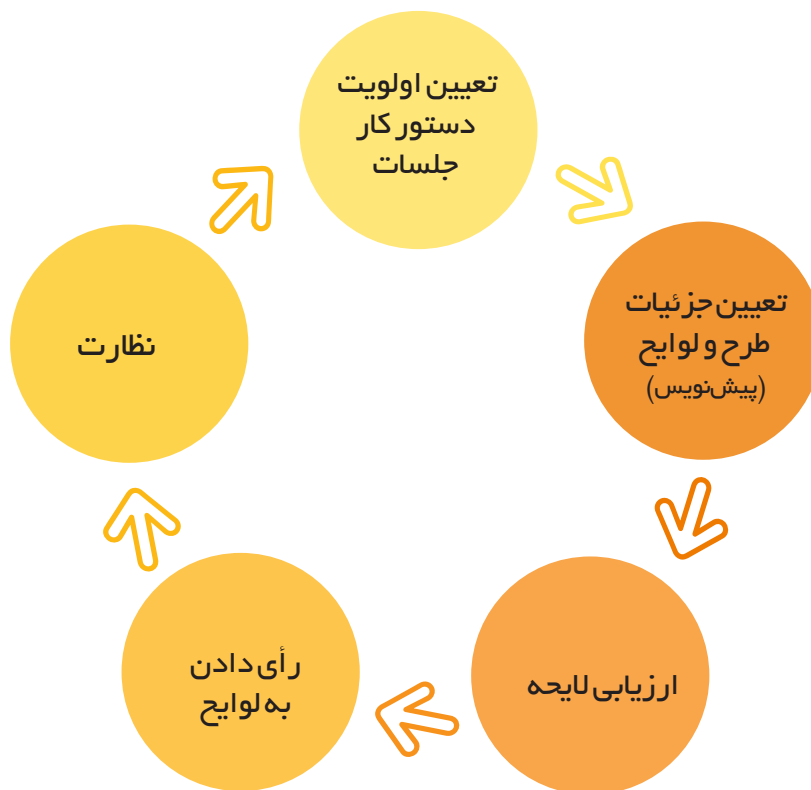 تعیین اولویت
دستور کار
جلسات
تعیین جزئیات
طرح و لوایح
(پیش‌نویس)
ارزیابی لایحه
رأی دادن
به لوایح
نظارت